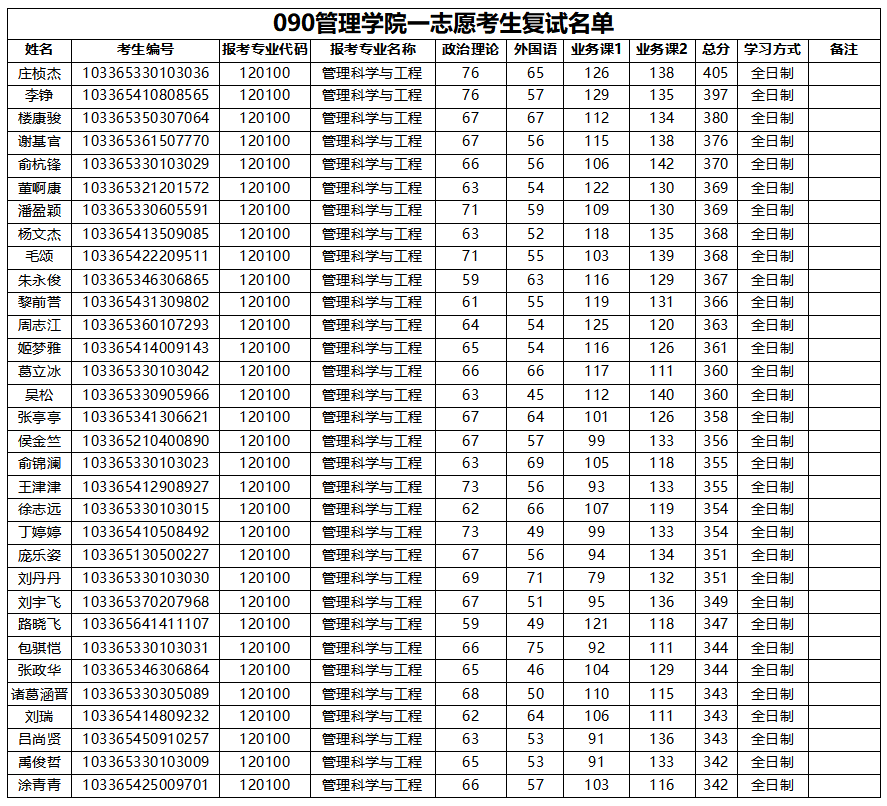 090管理学院一志愿考生复试名单
姓名 考生编号 报考专业代码 报考专业名称 政治理论 外国语 业务课1 业务课2 总分 学习方式 备注
庄桢杰 103365330103036 120100 管理科学与工程 76 65 126 138 405 全日制
李铮 103365410808565 120100 管理科学与工程 76 57 129 135 397 全日制
楼康骏 103365350307064 120100 管理科学与工程 67 67 112 134 380 全日制
谢基官 103365361507770 120100 管理科学与工程 67 56 115 138 376 全日制
俞杭锋 103365330103029 120100 管理科学与工程 66 56 106 142 370 全日制
董啊康 103365321201572 120100 管理科学与工程 63 54 122 130 369 全日制
潘盈颖 103365330605591 120100 管理科学与工程 71 59 109 130 369 全日制
杨文杰 103365413509085 120100 管理科学与工程 63 52 118 135 368 全日制
毛颂 103365422209511 120100 管理科学与工程 71 55 103 139 368 全日制
朱永俊 103365346306865 120100 管理科学与工程 59 63 116 129 367 全日制
黎前嵩 103365431309802 120100 管理科学与工程 61 55 119 131 366 全日制
周志江 103365360107293 120100 管理科学与工程 64 54 125 120 363 全日制
姬梦雅 103365414009143 120100 管理科学与工程 65 54 116 126 361 全日制
葛立冰 103365330103042 120100 管理科学与工程 66 66 117 111 360 全日制
吴松 103365330905966 120100 管理科学与工程 63 45 112 140 360 全日制
张亭亭 103365341306621 120100 管理科学与工程 67 64 101 126 358 全日制
侯金竺 103365210400890 120100 管理科学与工程 67 57 99 133 356 全日制
俞锦澜 103365330103023 120100 管理科学与工程 63 69 105 118 355 全日制
王津津 103365412908927 120100 管理科学与工程 73 56 93 133 355 全日制
徐志远 103365330103015 120100 管理科学与工程 62 66 107 119 354 全日制
丁婷婷 103365410508492 120100 管理科学与工程 73 49 99 133 354 全日制
庞乐姿 103365130500227 120100 管理科学与工程 67 56 94 134 351 全日制
刘丹丹 103365330103030 120100 管理科学与工程 69 71 79 132 351 全日制
刘宇飞 103365370207968 120100 管理科学与工程 67 51 95 136 349 全日制
路晓飞 103365641411107 120100 管理科学与工程 59 49 121 118 347 全日制
包骐恺 103365330103031 120100 管理科学与工程 66 75 92 111 344 全日制
张政华 103365346306864 120100 管理科学与工程 65 46 104 129 344 全日制
诸葛涵晋 103365330305089 120100 管理科学与工程 68 50 110 115 343 全日制
刘瑞 103365414809232 120100 管理科学与工程 62 64 106 111 343 全日制
吕尚贤 103365450910257 120100 管理科学与工程 63 53 91 136 343 全日制
禹俊哲 103365330103009 120100 管理科学与工程 65 53 91 133 342 全日制
涂青青 103365425009701 120100 管理科学与工程 66 57 103 116 342 全日制